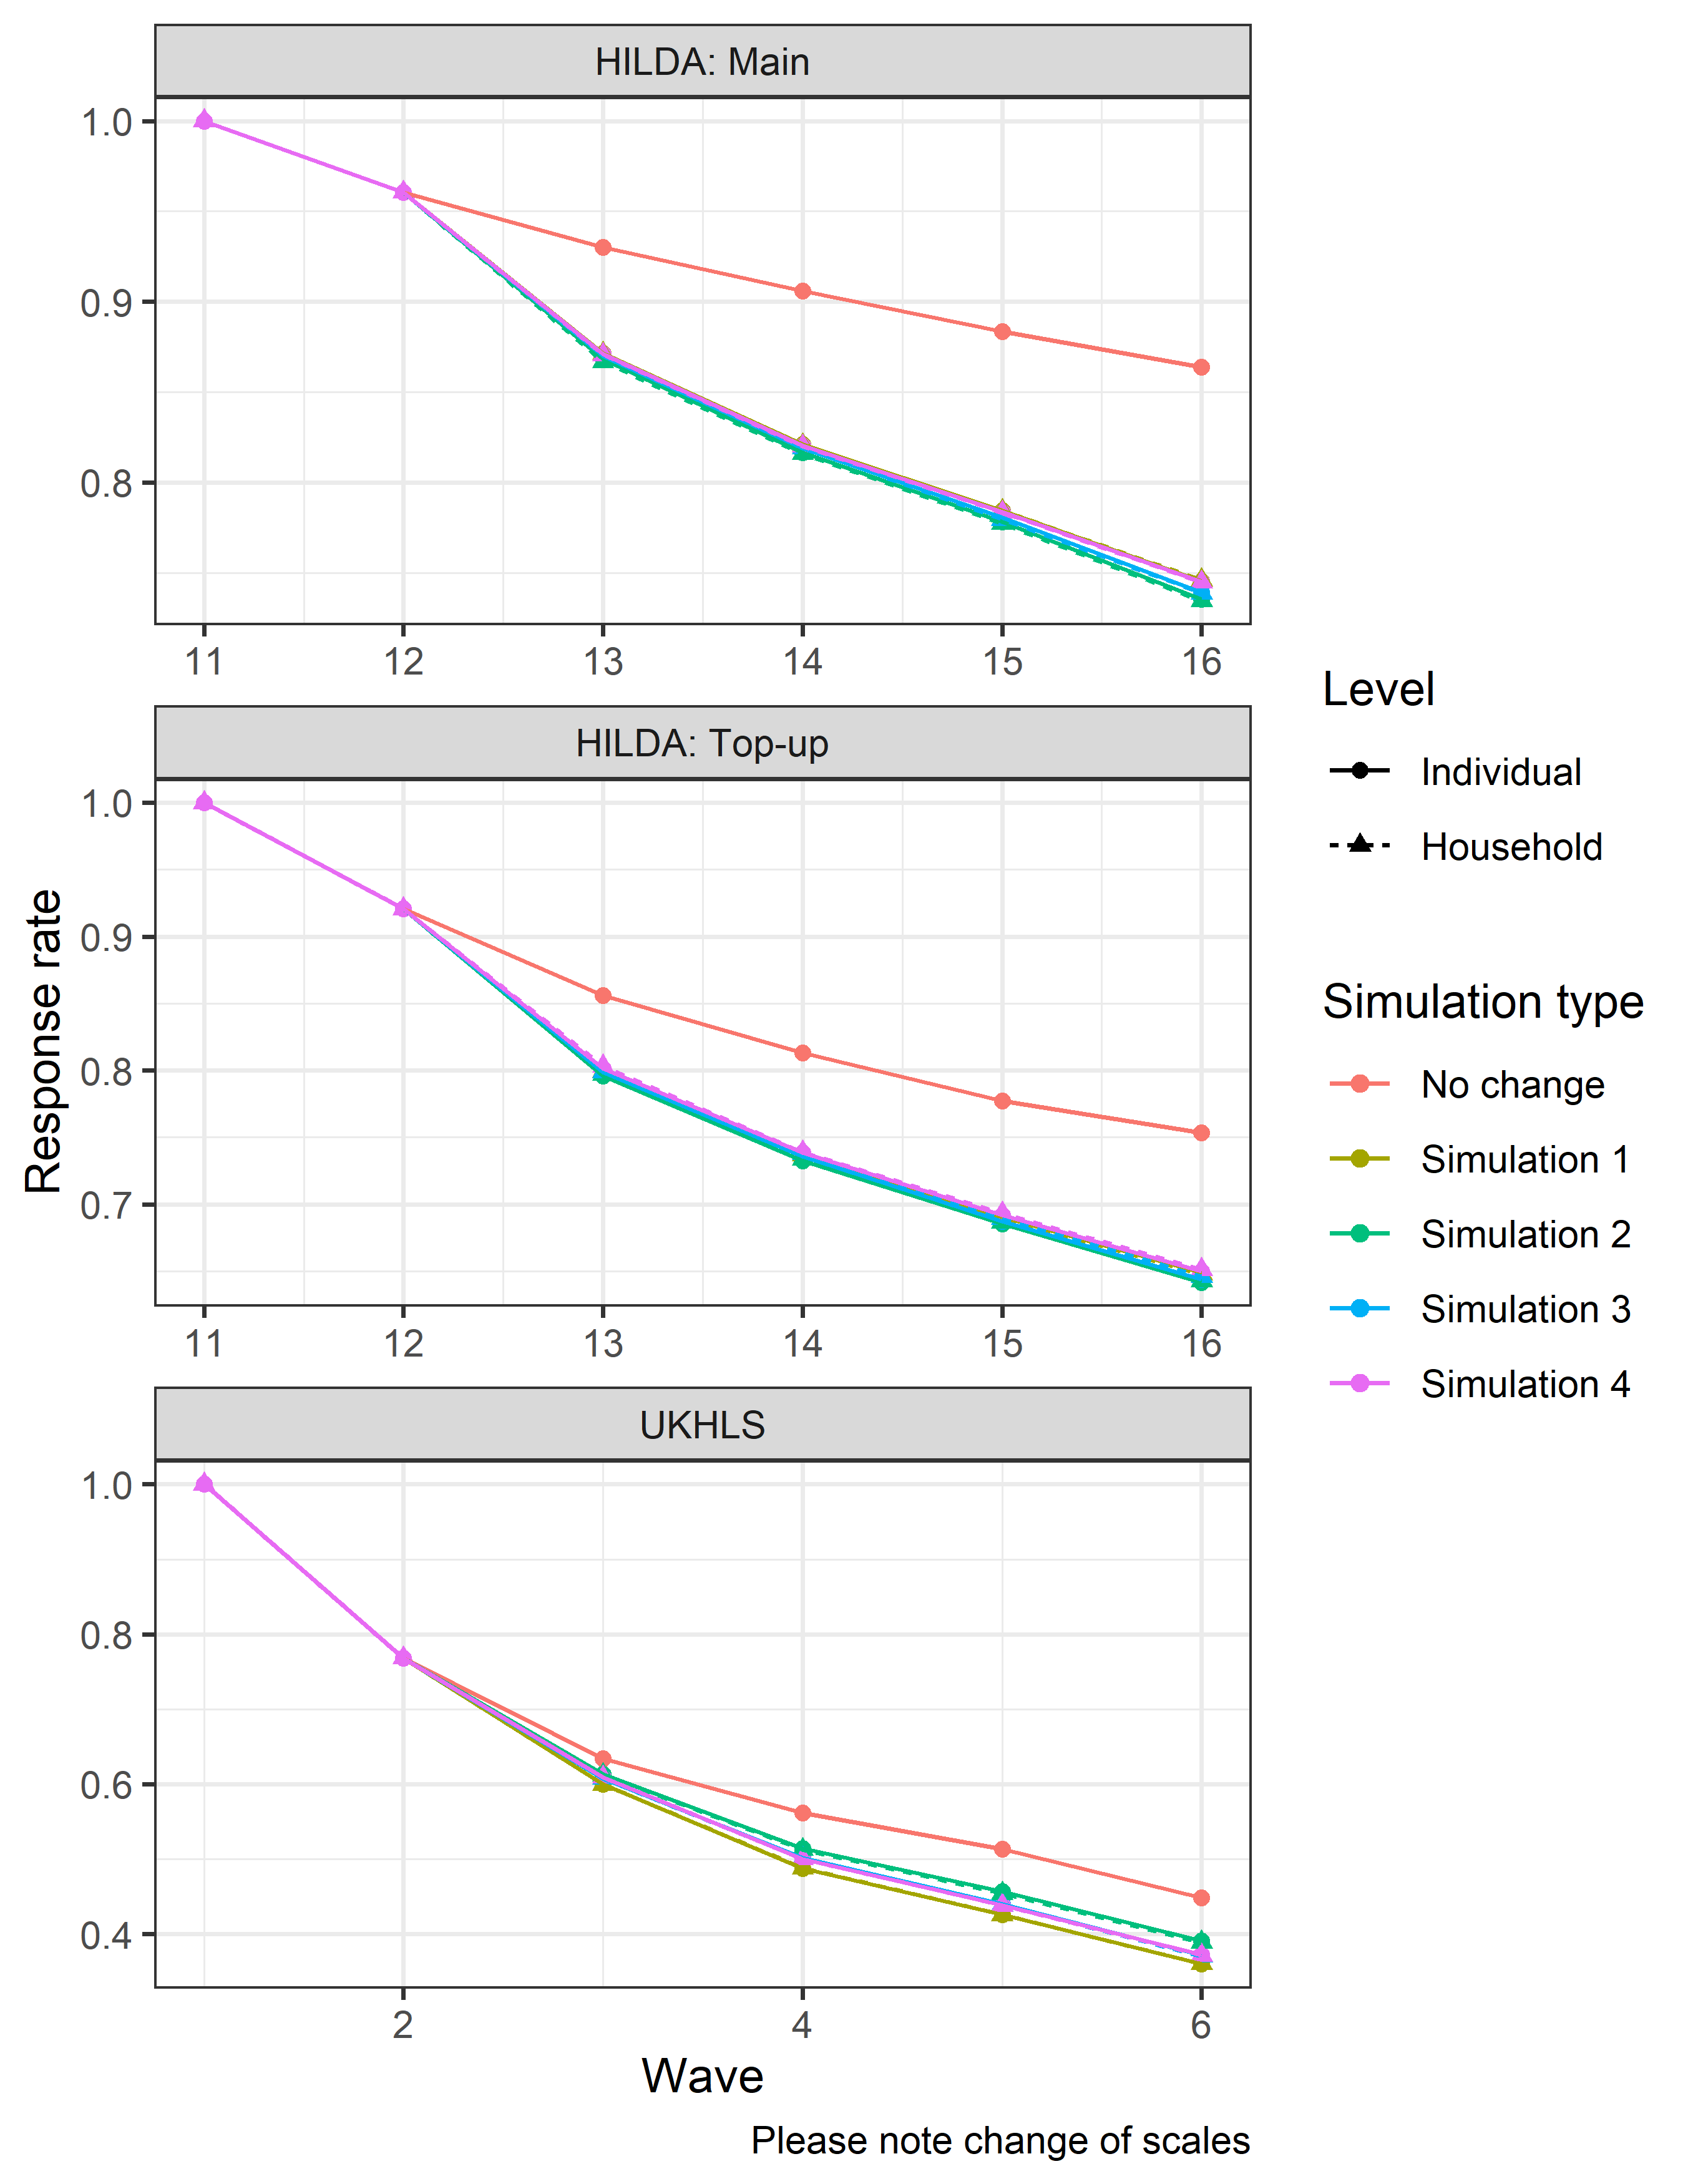 HILDA: Main
1.0
0.9
0.8
11 12 13 14 15 16
HILDA: Top-up
1.0
0.9
0.8
0.7
11 12 13 14 15 16
UKHLS
1.0
0.8
0.6
0.4
2 4 6
Response rate
Wave
Please note change of scales
Level
Individual
Household
Simulation type
No change
Simulation 1
Simulation 2
Simulation 3
Simulation 4